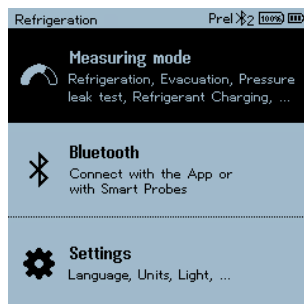 Refrigeration Prel 2 100%
Measuring mode
Refrigeration, Evacuation, Pressure
leak test, Refrigerant Charging, ...
Bluetooth
Connect with the App or
with Smart Probes
Settings
Language, Units, Light, ...